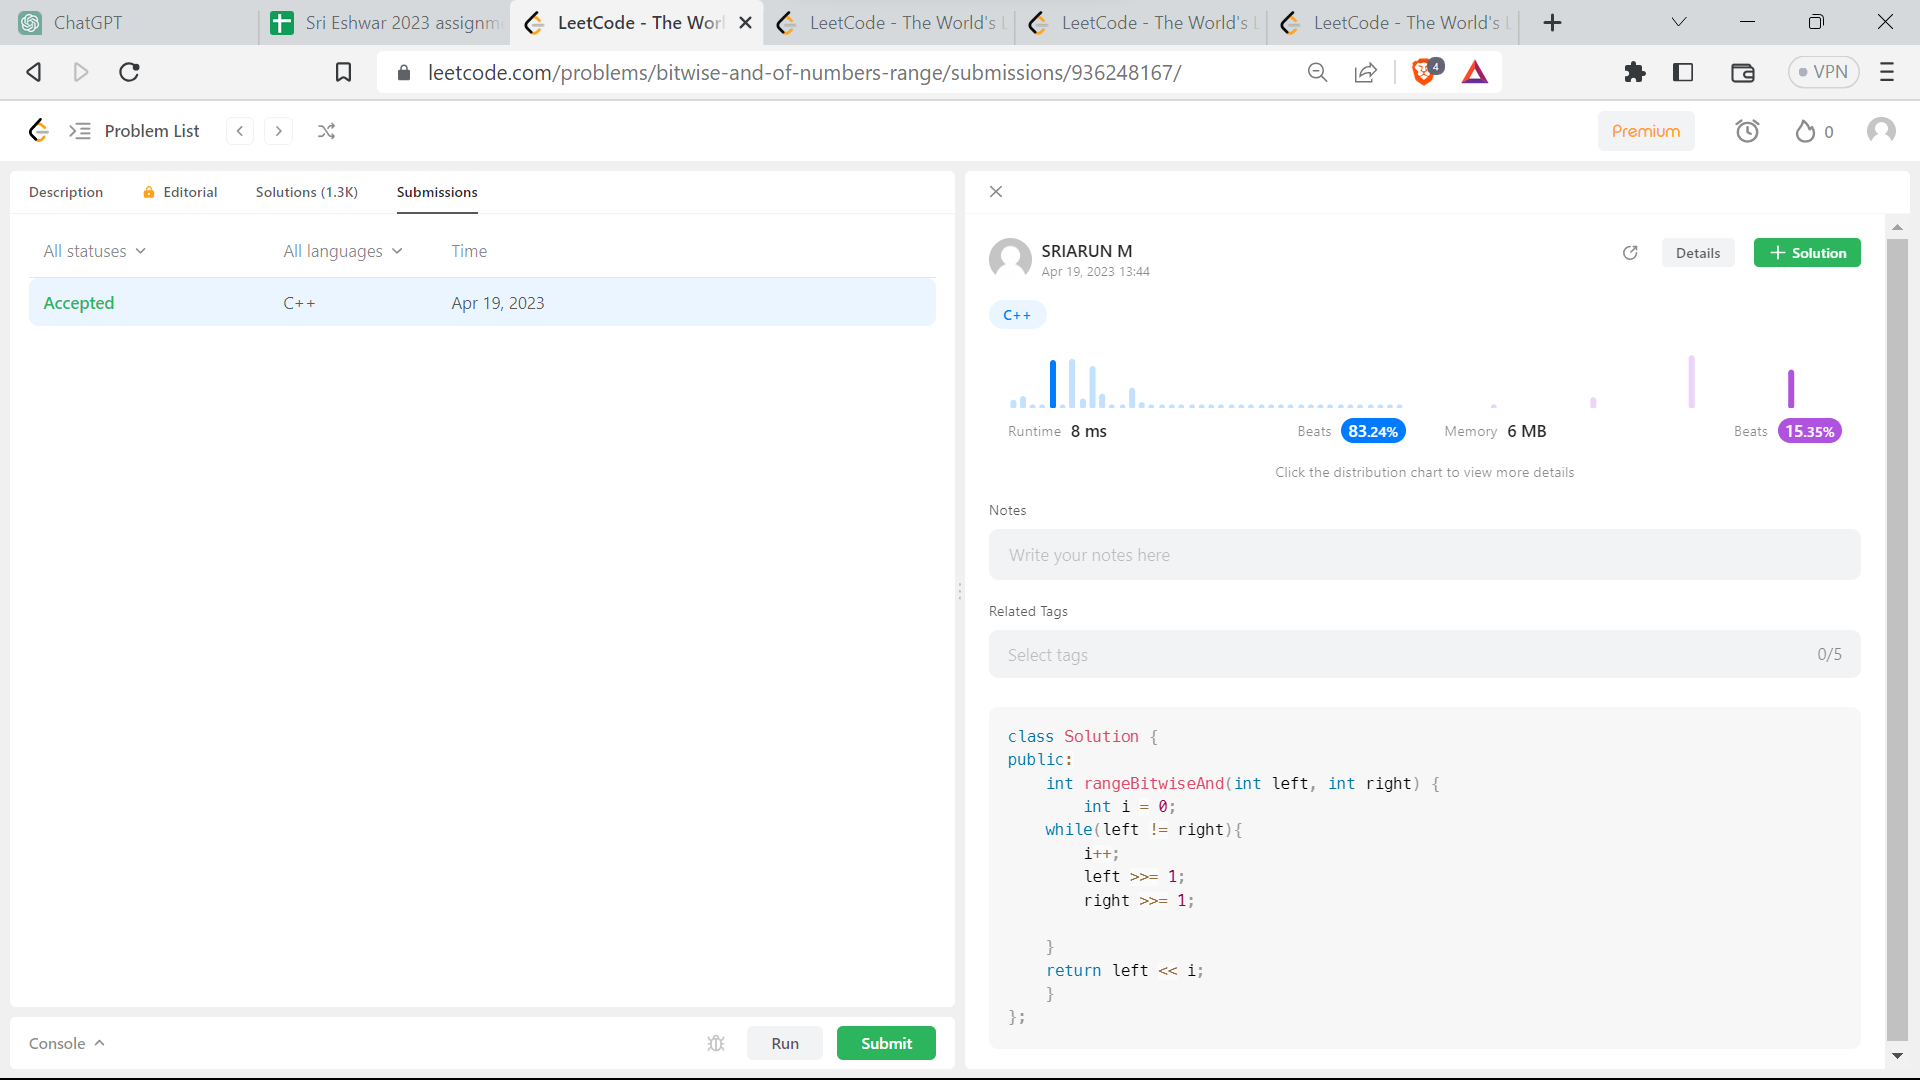 ChatGPT
Sri Eshwar 2023 assignm
LeetCode - The Worl
LeetCode - The World's L
LeetCode - The World's L
LeetCode - The World's L
leetcode.com/problems/bitwise-and-of-numbers-range/submissions/936248167/
4
VPN
Problem List
Premium
0
Description
Editorial
Solutions (1.3K)
Submissions
All statuses
All languages
Time
Accepted
C++
Apr 19, 2023
Console
Run
Submit
SRIARUN M
Apr 19, 2023 13:44
Details
+ Solution
C++
Runtime 8 ms
Beats 83.24%
Memory 6 MB
Beats 15.35%
Click the distribution chart to view more details
Notes
Write your notes here
Related Tags
Select tags
0/5
class Solution {
public:
    int rangeBitwiseAnd(int left, int right) {
        int i = 0;
    while(left != right){
        i++;
        left >>= 1;
        right >>= 1;

    }
    return left << i;
    }
};